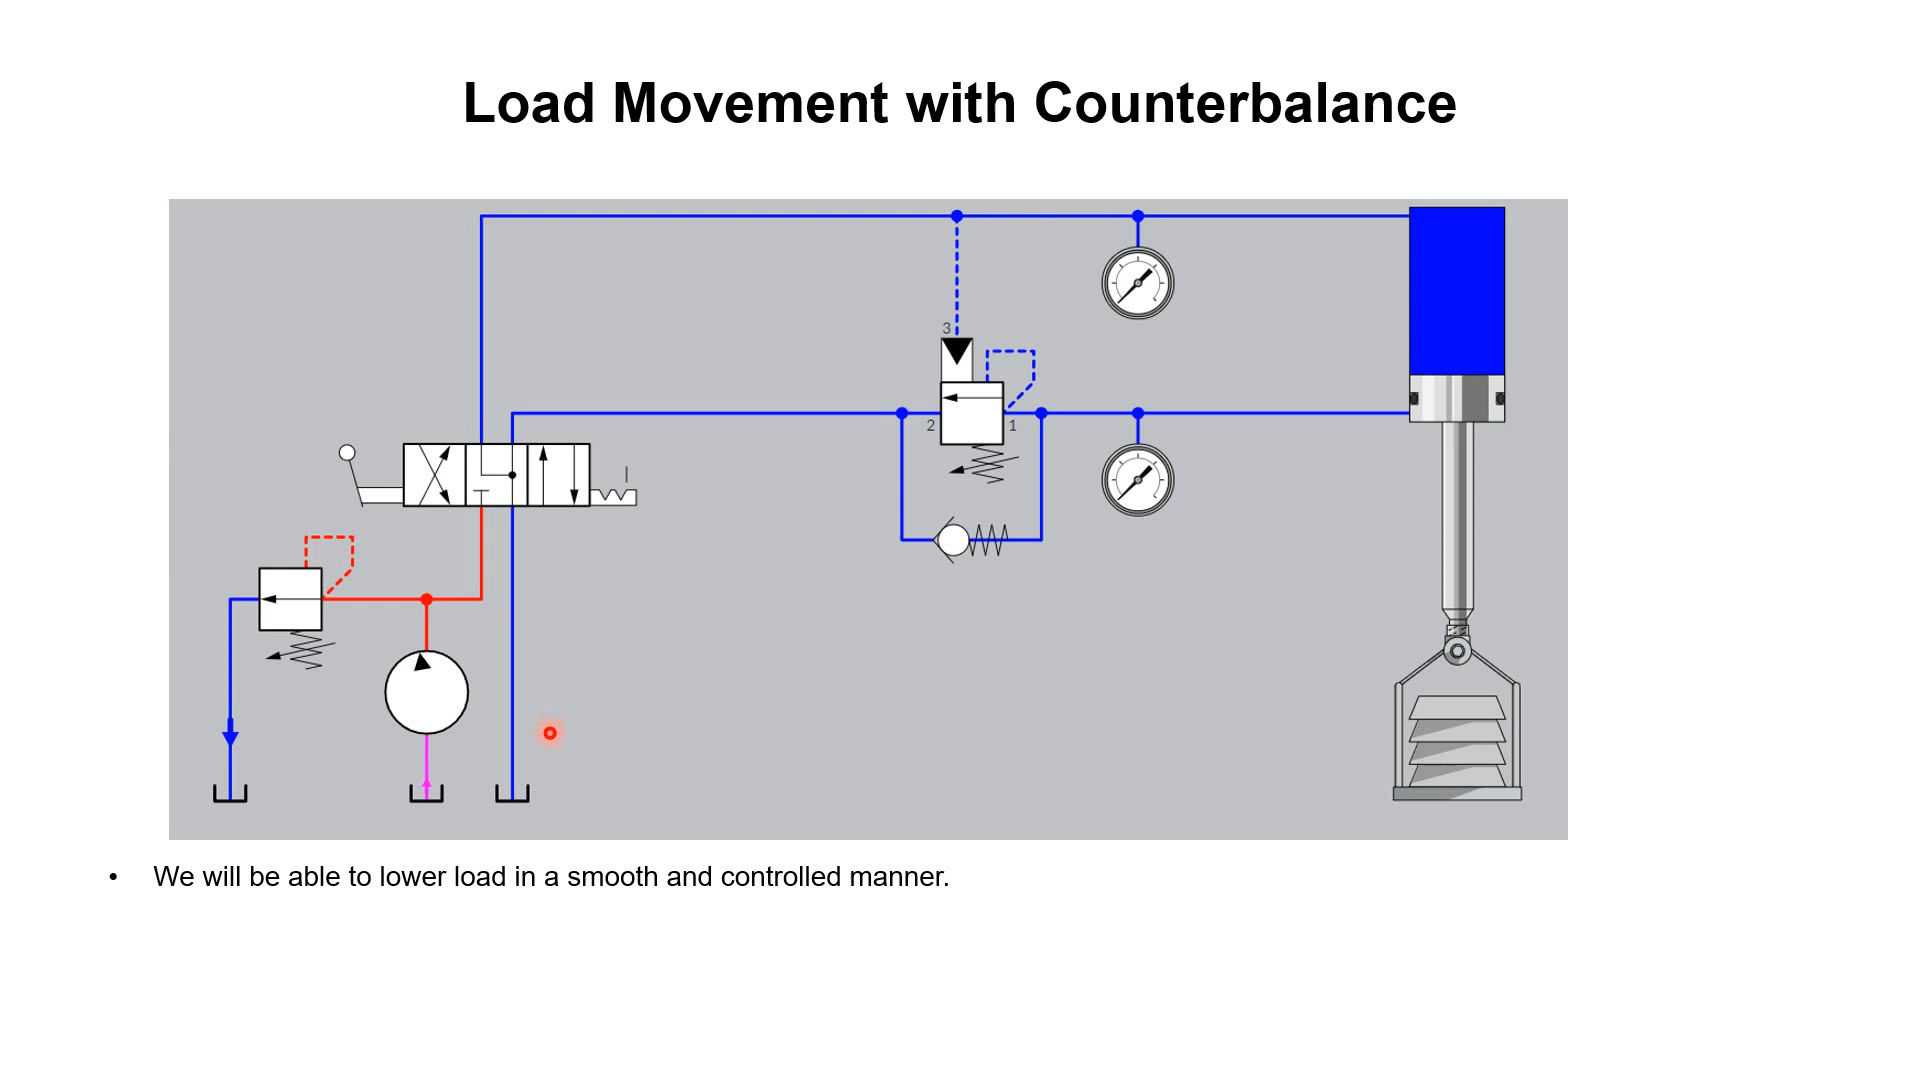 Load Movement with Counterbalance
3
2
1
• We will be able to lower load in a smooth and controlled manner.